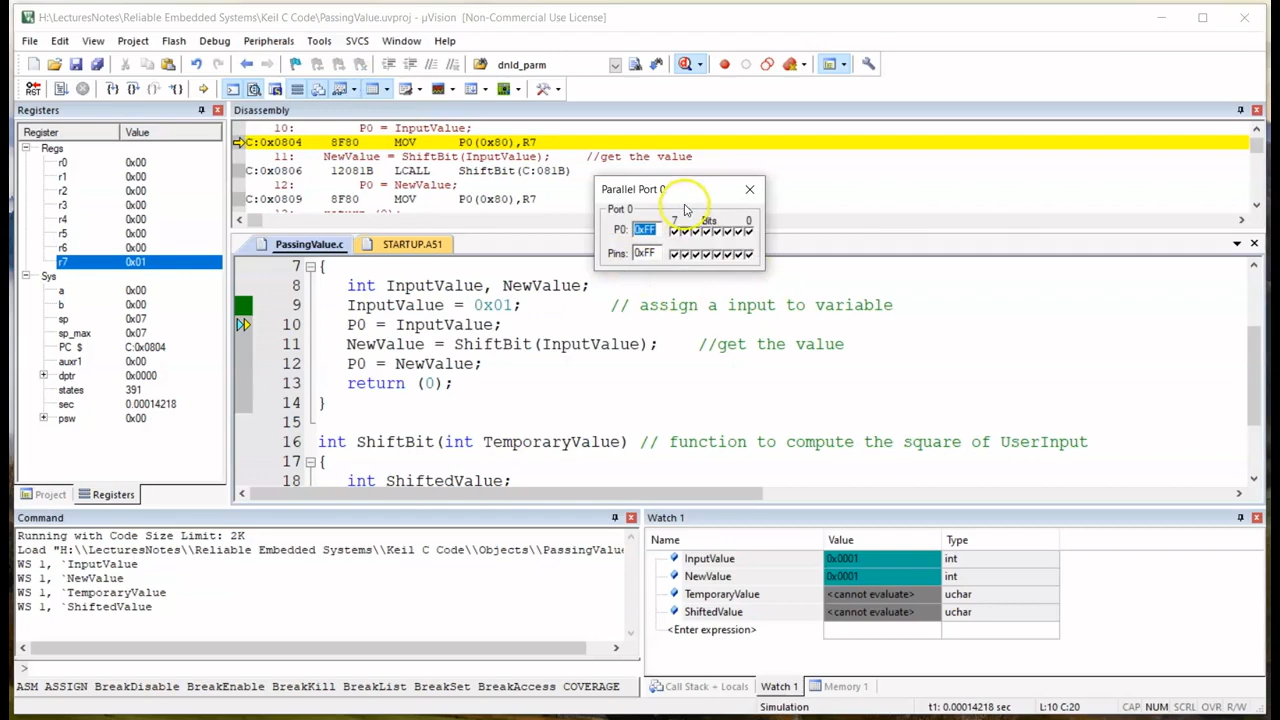 H:\LecturesNotes\Reliable Embedded Systems\Keil C Code\PassingValue.uvproj - µVision [Non-Commercial Use License]
File Edit View Project Flash Debug Peripherals Tools SVCS Window Help
dnld_parm
Registers
Register Value
Regs
r0 0x00
r1 0x00
r2 0x00
r3 0x00
r4 0x00
r5 0x00
r6 0x00
r7 0x01
Sys
a 0x00
b 0x00
sp 0x07
sp_max 0x07
PC $ C:0x0804
auxr1 0x00
dptr 0x0000
states 391
sec 0.00014218
psw 0x00
Project Registers
Disassembly
10: P0 = InputValue;
C:0x0804 8F80 MOV P0(0x80),R7
11: NewValue = ShiftBit(InputValue); //get the value
C:0x0806 12081B LCALL ShiftBit(C:081B)
12: P0 = NewValue;
C:0x0809 8F80 MOV P0(0x80),R7
Parallel Port 0
Port 0
7 Bits 0
P0: 0xFF
Pins: 0xFF
PassingValue.c STARTUP.A51
7 {
8 int InputValue, NewValue;
9 InputValue = 0x01; // assign a input to variable
10 P0 = InputValue;
11 NewValue = ShiftBit(InputValue); //get the value
12 P0 = NewValue;
13 return (0);
14 }
15
16 int ShiftBit(int TemporaryValue) // function to compute the square of UserInput
17 {
18 int ShiftedValue;
Command
Running with Code Size Limit: 2K
Load "H:\\LecturesNotes\\Reliable Embedded Systems\\Keil C Code\\Objects\\PassingValue
WS 1, `InputValue
WS 1, `NewValue
WS 1, `TemporaryValue
WS 1, `ShiftedValue
>
ASM ASSIGN BreakDisable BreakEnable BreakKill BreakList BreakSet BreakAccess COVERAGE
Watch 1
Name Value Type
InputValue 0x0001 int
NewValue 0x0001 int
TemporaryValue <cannot evaluate> uchar
ShiftedValue <cannot evaluate> uchar
<Enter expression>
Call Stack + Locals Watch 1 Memory 1
Simulation t1: 0.00014218 sec L:10 C:20 CAP NUM SCRL OVR R/W